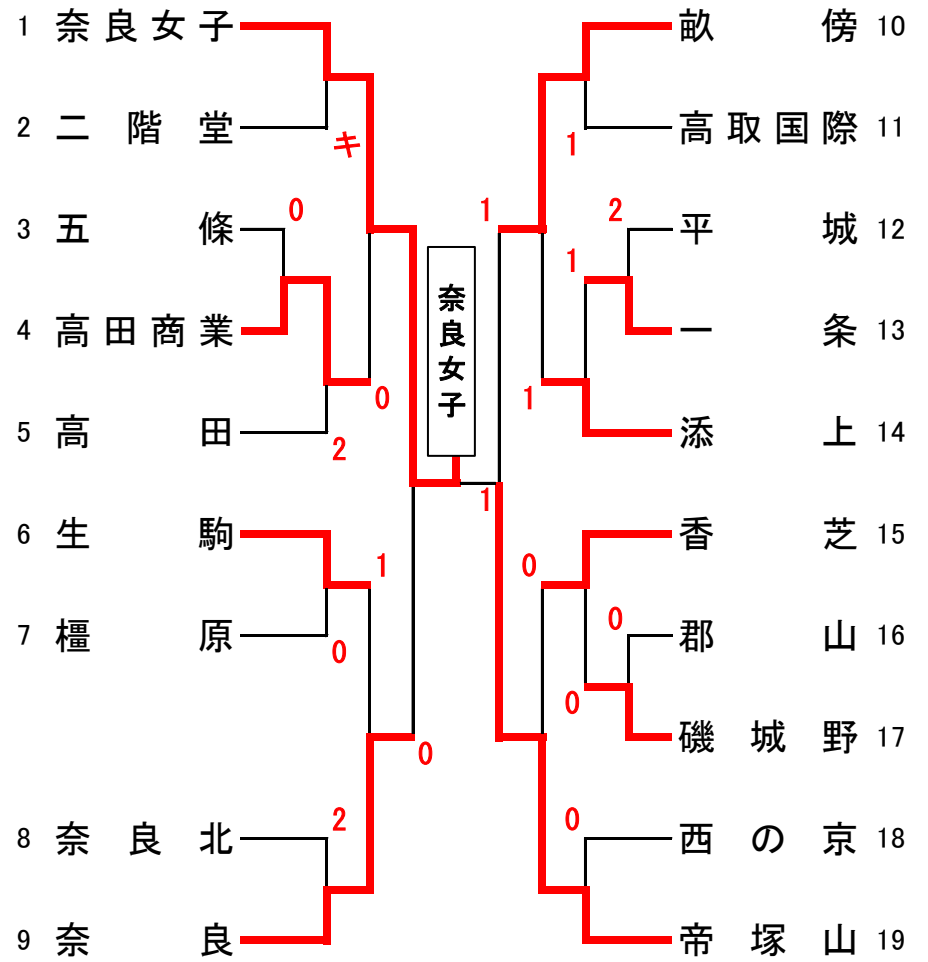 1 奈良女子
2 二階堂
キ
3 五條
0
4 高田商業
0
5 高田
2
6 生駒
1
7 橿原
0
0
8 奈良北
2
9 奈良
奈良女子
1
畝傍 10
高取国際 11
1
1
平城 12
2
1
一条 13
1
添上 14
香芝 15
0
郡山 16
0
0
磯城野 17
西の京 18
0
帝塚山 19